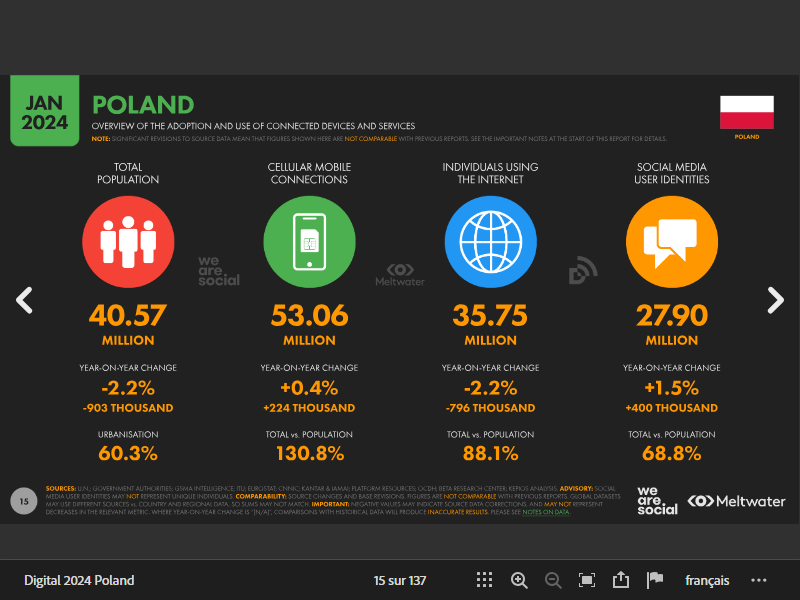 JAN
2024
POLAND
OVERVIEW OF THE ADOPTION AND USE OF CONNECTED DEVICES AND SERVICES
NOTE: SIGNIFICANT REVISIONS TO SOURCE DATA MEAN THAT FIGURES SHOWN HERE ARE NOT COMPARABLE WITH PREVIOUS REPORTS. SEE THE IMPORTANT NOTES AT THE START OF THIS REPORT FOR DETAILS.
POLAND
TOTAL
POPULATION
40.57
MILLION
YEAR-ON-YEAR CHANGE
-2.2%
-903 THOUSAND
URBANISATION
60.3%
CELLULAR MOBILE
CONNECTIONS
53.06
MILLION
YEAR-ON-YEAR CHANGE
+0.4%
+224 THOUSAND
TOTAL vs. POPULATION
130.8%
INDIVIDUALS USING
THE INTERNET
35.75
MILLION
YEAR-ON-YEAR CHANGE
-2.2%
-796 THOUSAND
TOTAL vs. POPULATION
88.1%
SOCIAL MEDIA
USER IDENTITIES
27.90
MILLION
YEAR-ON-YEAR CHANGE
+1.5%
+400 THOUSAND
TOTAL vs. POPULATION
68.8%
we
are
social
Meltwater
15
SOURCES: U.N.; GOVERNMENT AUTHORITIES; GSMA INTELLIGENCE; ITU; EUROSTAT; CNNIC; KANTAR & IAMAI; PLATFORM RESOURCES; OCDH; BETA RESEARCH CENTER; KEPIOS ANALYSIS. ADVISORY: SOCIAL
MEDIA USER IDENTITIES MAY NOT REPRESENT UNIQUE INDIVIDUALS. COMPARABILITY: SOURCE CHANGES AND BASE REVISIONS. FIGURES ARE NOT COMPARABLE WITH PREVIOUS REPORTS. GLOBAL DATASETS
MAY USE DIFFERENT SOURCES vs. COUNTRY AND REGIONAL DATA, SO SUMS MAY NOT MATCH. IMPORTANT: NEGATIVE VALUES MAY INDICATE SOURCE DATA CORRECTIONS, AND MAY NOT REPRESENT
DECREASES IN THE RELEVANT METRIC. WHERE YEAR-ON-YEAR CHANGE IS "[N/A]", COMPARISONS WITH HISTORICAL DATA WILL PRODUCE INACCURATE RESULTS. PLEASE SEE NOTES ON DATA.
we
are.
social
Meltwater
Digital 2024 Poland
15 sur 137
français